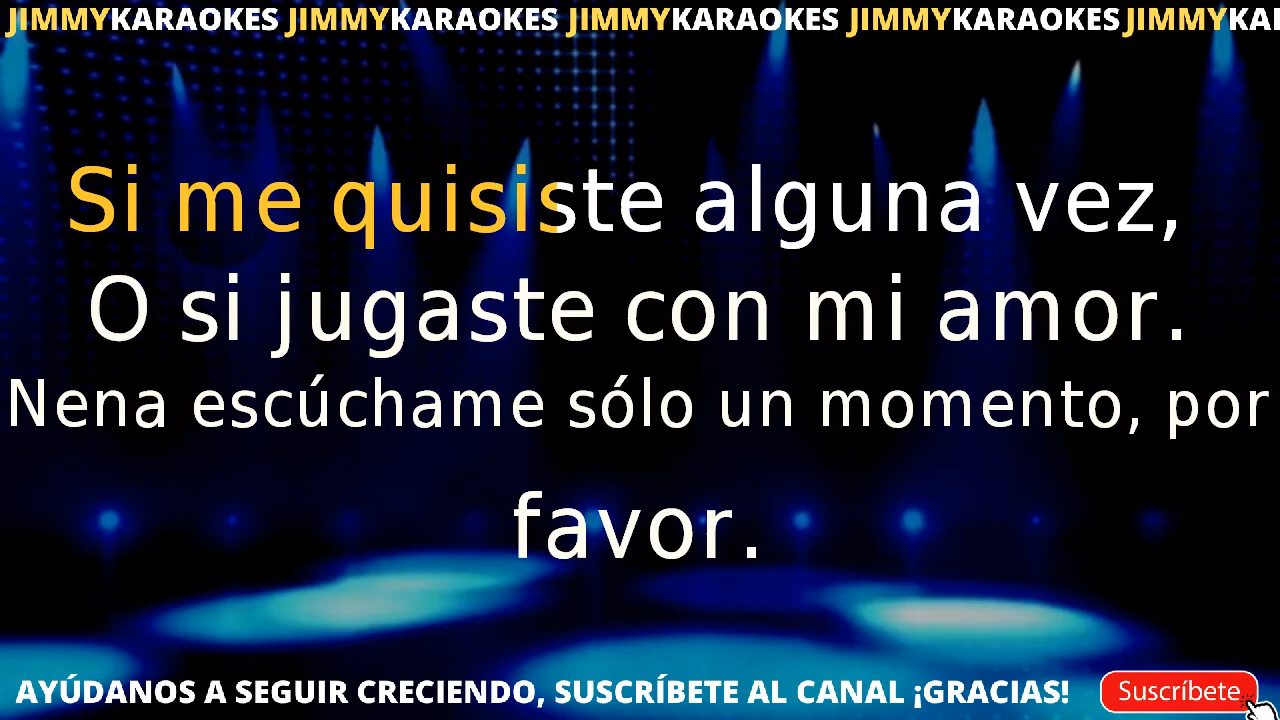 JIMMYKARAOKES JIMMYKARAOKES JIMMYKARAOKES JIMMYKARAOKES JIMMYKAI
Si me quisiste alguna vez,
O si jugaste con mi amor.
Nena escúchame sólo un momento, por
favor.
AYÚDANOS A SEGUIR CRECIENDO, SUSCRÍBETE AL CANAL ¡GRACIAS! Suscríbete